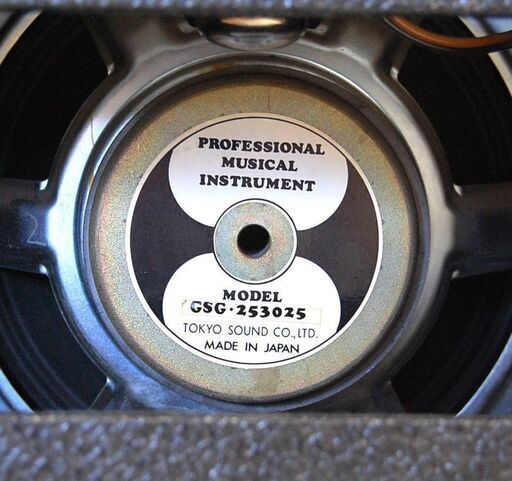 PROFESSIONAL
MUSICAL
INSTRUMENT
MODEL
GSG·253025
TOKYO SOUND CO.,LTD.
MADE IN JAPAN